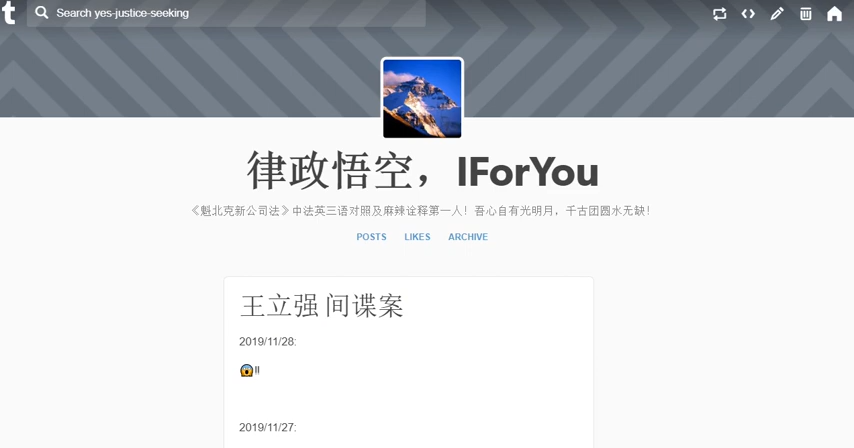 t
Search yes-justice-seeking
律政悟空，IForYou
《魁北克新公司法》中法英三语对照及麻辣诠释第一人！吾心自有光明月，千古团圆水无缺！
POSTS LIKES ARCHIVE
王立强 间谍案
2019/11/28:
😱‼
2019/11/27: